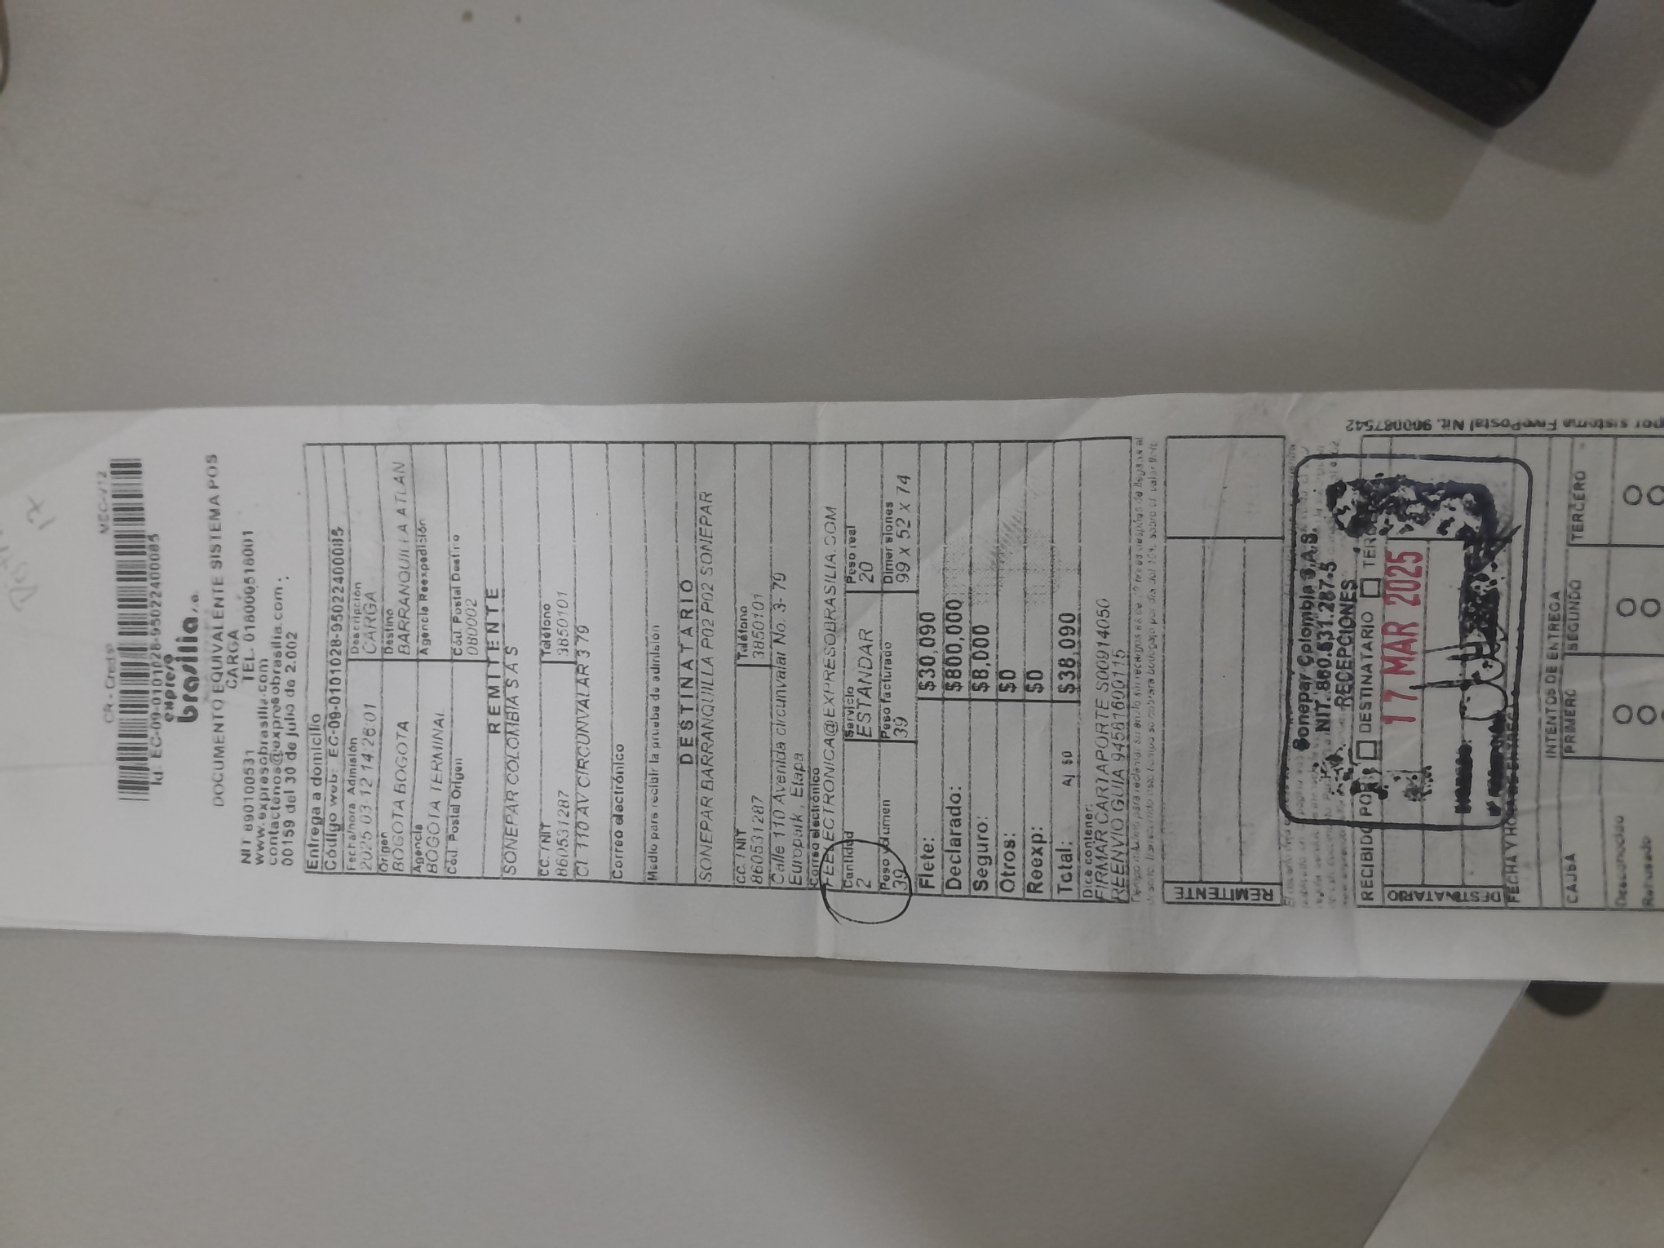 CR - Credito
Id: EC-09-0101028-9502240085
expreso
brasilia s.a.
DOCUMENTO EQUIVALENTE SISTEMA POS
CARGA
NIT 890100531 TEL. 018000518001
www.expresobrasilia.com
contactenos@expresobrasilia.com
00159 del 30 de julio de 2.002
Entrega a domicilio
Código web: EC-09-0101028-9502240085
Fecha/hora Admisión Descripción
2025 03 12 14:26:01 CARGA
Origen Destino
BOGOTA BOGOTA BARRANQUILLA ATLAN
Agencia Agencia Reexpedición
BOGOTA TERMINAL
Cód. Postal Origen Cód. Postal Destino
080002
REMITENTE
SONEPAR COLOMBIA S A S
CC. / NIT Teléfono
860531287 3850101
CL 110 AV CIRCUNVALAR 3 79
Correo electrónico
Medio para recibir la prueba de admisión
DESTINATARIO
SONEPAR BARRANQUILLA P02 P02 SONEPAR
CC. / NIT Teléfono
860531287 3850101
Calle 110 Avenida circunvalar No. 3- 79
Europark, Etapa
Correo electrónico
FEELECTRONICA@EXPRESOBRASILIA.COM
Cantidad Servicio Peso real
2 ESTANDAR 20
Peso volumen Peso facturado Dimensiones
39 39 99 x 52 x 74
Flete: $30,090
Declarado: $800,000
Seguro: $8,000
Otros: $0
Reexp: $0
Total: Aj $0 $38,090
Dice contener:
FIRMAR CARTAPORTE S00914050
REENVIO GUIA 94581600115
REMITENTE
Sonepar Colombia S.A.S.
NIT. 860.531.287-5
RECEPCIONES
RECIBIDO POR: DESTINATARIO
17 MAR 2025
DESTINATARIO
FECHA Y HORA
INTENTOS DE ENTREGA
CAUSA PRIMERO SEGUNDO TERCERO
Desconocido
Rehusado
por sistema FivePostal Nit. 900087542